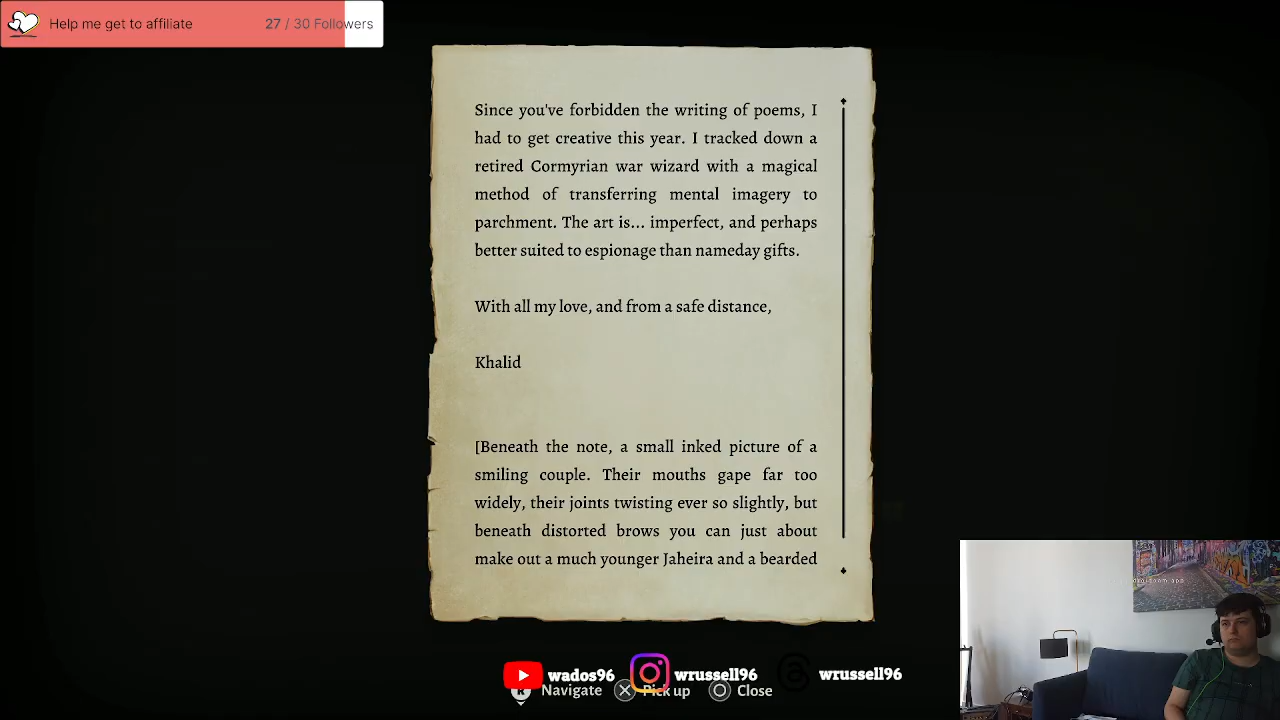 Help me get to affiliate 27 / 30 Followers
Since you've forbidden the writing of poems, I
had to get creative this year. I tracked down a
retired Cormyrian war wizard with a magical
method of transferring mental imagery to
parchment. The art is... imperfect, and perhaps
better suited to espionage than nameday gifts.
With all my love, and from a safe distance,
Khalid
[Beneath the note, a small inked picture of a
smiling couple. Their mouths gape far too
widely, their joints twisting ever so slightly, but
beneath distorted brows you can just about
make out a much younger Jaheira and a bearded
wados96 wrussell96 wrussell96
R Navigate Pick up Close